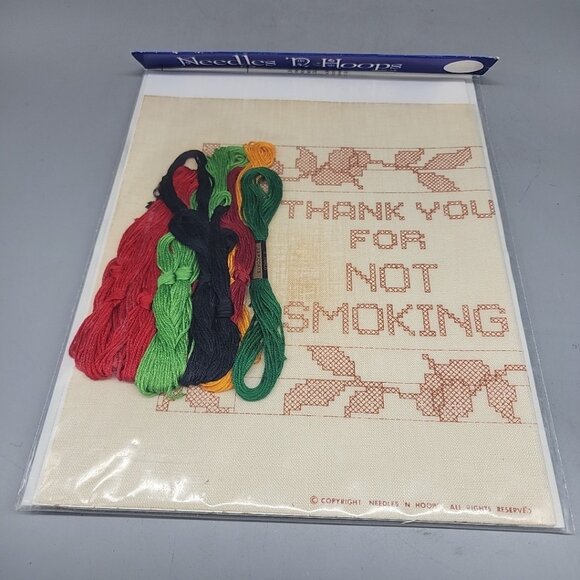 Needles 'N Hoops
THANK YOU
FOR
NOT
SMOKING
© COPYRIGHT NEEDLES 'N HOOPS ALL RIGHTS RESERVED